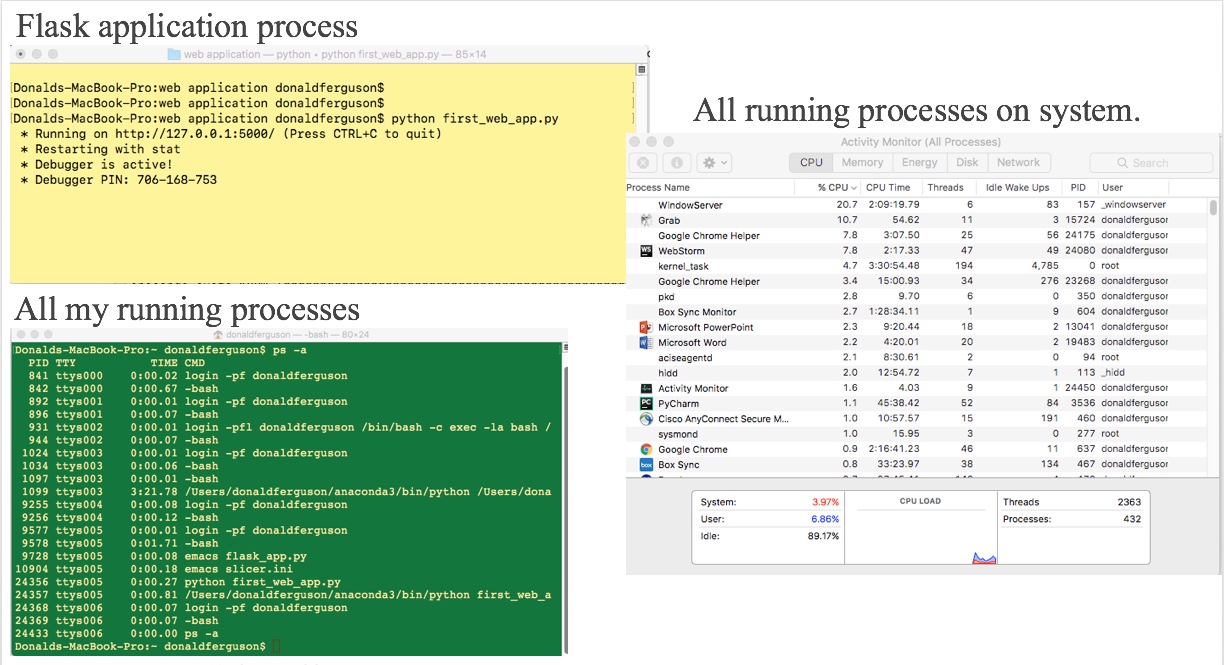 Flask application process
web application — python • python first_web_app.py — 85×14
Donalds-MacBook-Pro:web application donaldferguson$
Donalds-MacBook-Pro:web application donaldferguson$
Donalds-MacBook-Pro:web application donaldferguson$ python first_web_app.py
* Running on http://127.0.0.1:5000/ (Press CTRL+C to quit)
* Restarting with stat
* Debugger is active!
* Debugger PIN: 706-168-753
All my running processes
donaldferguson — -bash — 80×24
Donalds-MacBook-Pro:~ donaldferguson$ ps -a
PID TTY TIME CMD
841 ttys000 0:00.02 login -pf donaldferguson
842 ttys000 0:00.67 -bash
892 ttys001 0:00.01 login -pf donaldferguson
896 ttys001 0:00.07 -bash
931 ttys002 0:00.01 login -pfl donaldferguson /bin/bash -c exec -la bash /
944 ttys002 0:00.07 -bash
1024 ttys003 0:00.01 login -pf donaldferguson
1034 ttys003 0:00.06 -bash
1097 ttys003 0:00.01 -bash
1099 ttys003 3:21.78 /Users/donaldferguson/anaconda3/bin/python /Users/dona
9255 ttys004 0:00.08 login -pf donaldferguson
9256 ttys004 0:00.12 -bash
9577 ttys005 0:00.01 login -pf donaldferguson
9578 ttys005 0:01.71 -bash
9728 ttys005 0:00.08 emacs flask_app.py
10904 ttys005 0:00.18 emacs slicer.ini
24356 ttys005 0:00.27 python first_web_app.py
24357 ttys005 0:00.81 /Users/donaldferguson/anaconda3/bin/python first_web_a
24368 ttys006 0:00.00 login -pf donaldferguson
24369 ttys006 0:00.07 -bash
24433 ttys006 0:00.00 ps -a
Donalds-MacBook-Pro:~ donaldferguson$
All running processes on system.
Activity Monitor (All Processes)
CPU Memory Energy Disk Network Search
Process Name % CPU CPU Time Threads Idle Wake Ups PID User
WindowServer 20.7 2:09:19.79 6 83 157 _windowserver
Grab 10.7 54.62 11 3 15724 donaldferguson
Google Chrome Helper 7.8 3:07.50 25 56 24175 donaldferguson
WebStorm 7.8 2:17.33 47 49 24080 donaldferguson
kernel_task 4.7 3:30:54.48 194 4,785 0 root
Google Chrome Helper 3.4 15:00.93 34 276 23268 donaldferguson
pkd 2.8 9.70 6 0 350 donaldferguson
Box Sync Monitor 2.7 1:28:34.11 1 9 604 donaldferguson
Microsoft PowerPoint 2.3 9:20.44 18 2 13041 donaldferguson
Microsoft Word 2.2 4:20.01 20 2 19483 donaldferguson
aciseagentd 2.1 8:30.61 2 0 94 root
hidd 2.0 12:54.72 7 1 113 _hidd
Activity Monitor 1.6 4.03 9 1 24450 donaldferguson
PyCharm 1.1 45:38.42 52 84 3536 donaldferguson
Cisco AnyConnect Secure M... 1.0 10:57.57 15 191 460 donaldferguson
sysmond 1.0 15.95 3 0 277 root
Google Chrome 0.9 2:16:41.23 46 11 637 donaldferguson
Box Sync 0.8 33:23.97 38 134 467 donaldferguson
System: 3.97% CPU LOAD Threads 2363
User: 6.86% Processes: 432
Idle: 89.17%